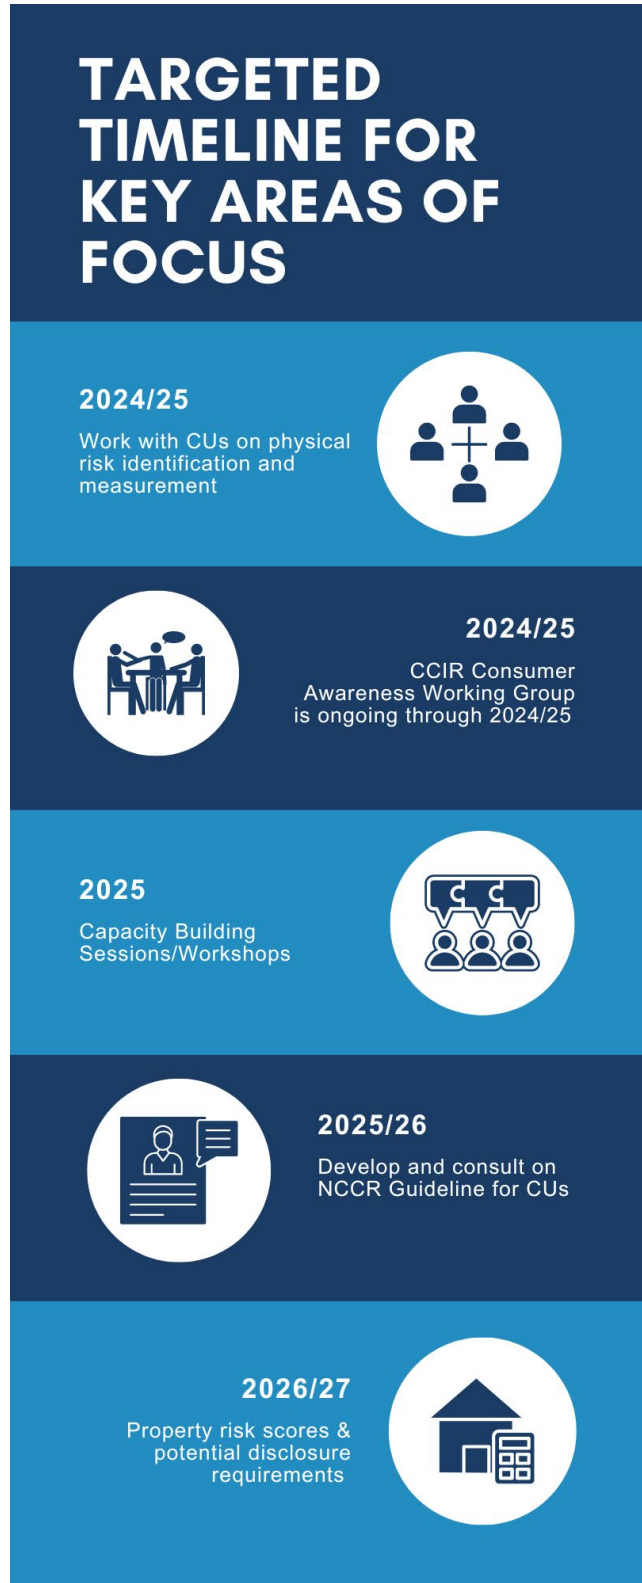 TARGETED
TIMELINE FOR
KEY AREAS OF
FOCUS
2024/25
Work with CUs on physical
risk identification and
measurement
2024/25
CCIR Consumer
Awareness Working Group
is ongoing through 2024/25
2025
Capacity Building
Sessions/Workshops
2025/26
Develop and consult on
NCCR Guideline for CUs
2026/27
Property risk scores &
potential disclosure
requirements